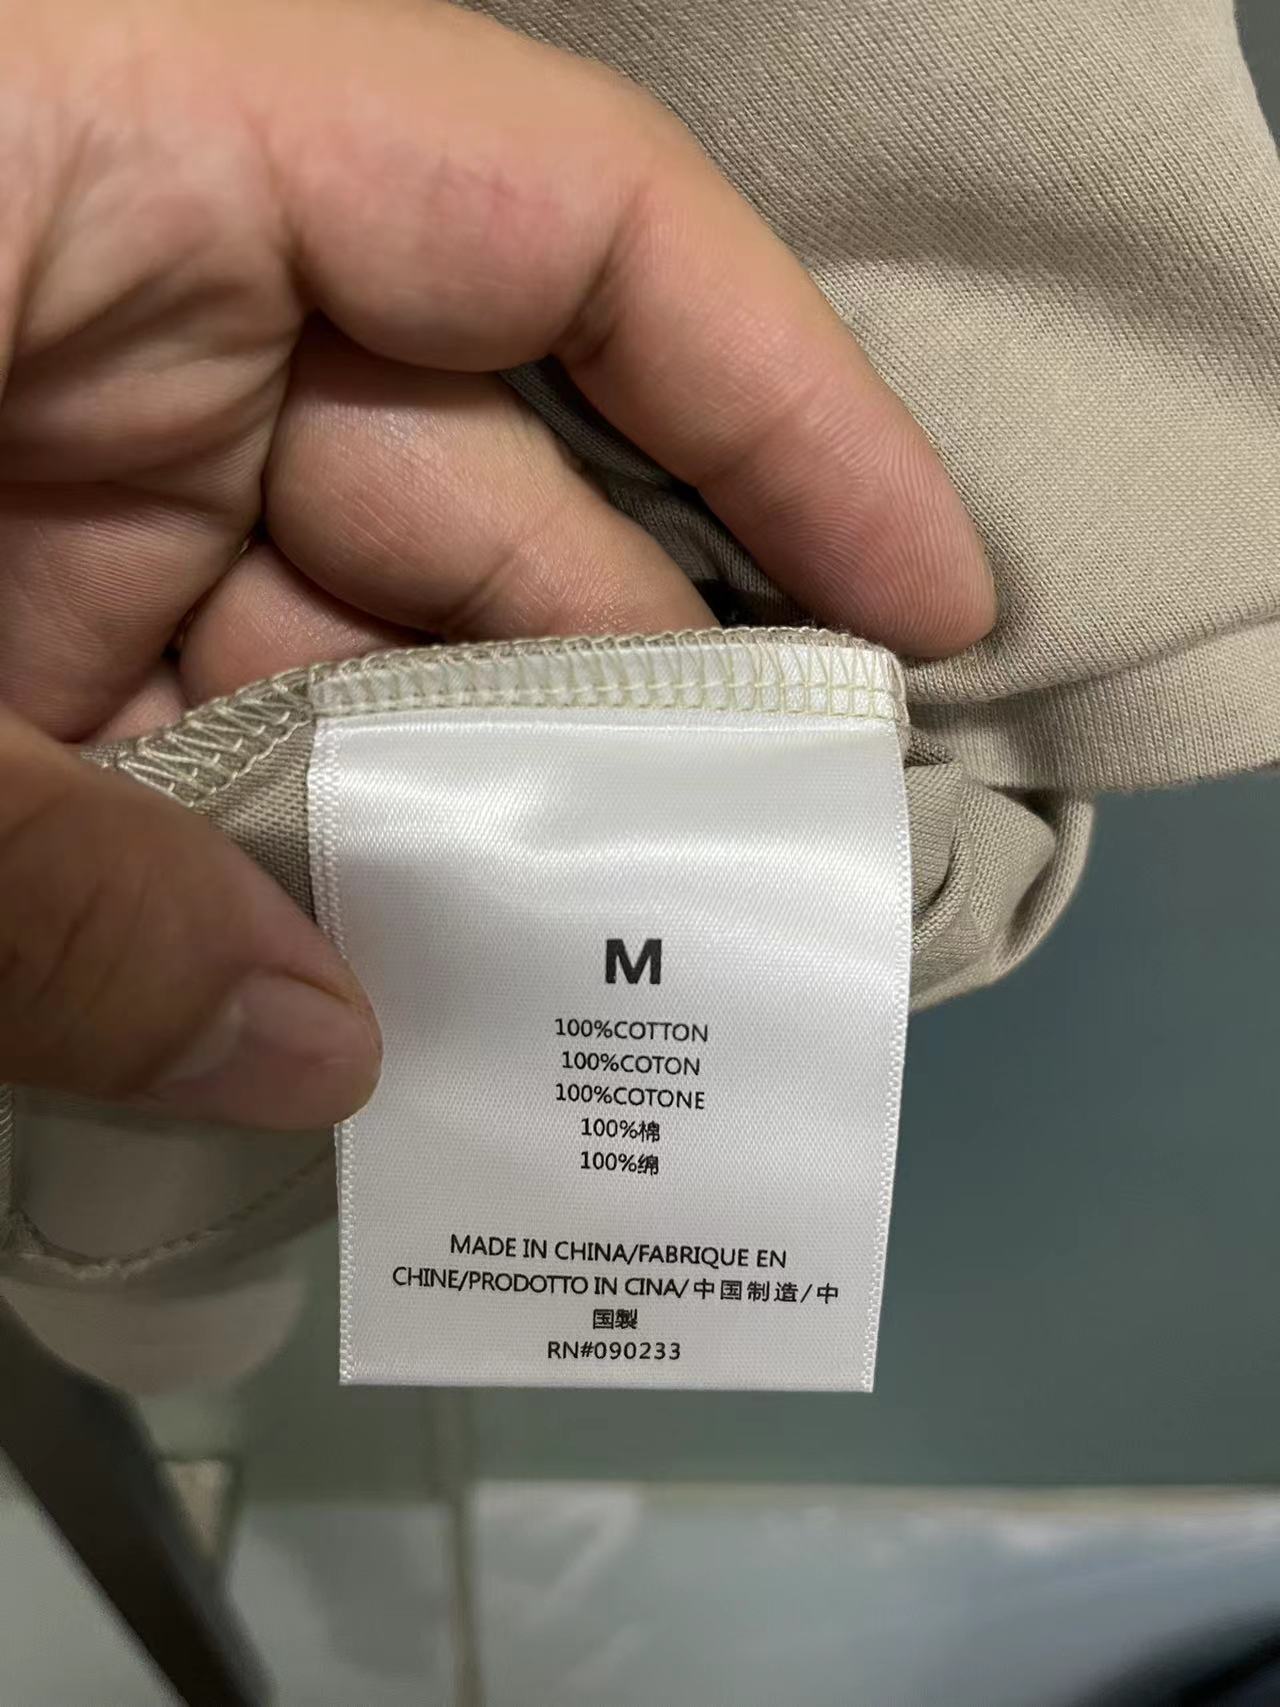 M
100%COTTON
100%COTON
100%COTONE
100%棉
100%绵
MADE IN CHINA/FABRIQUE EN
CHINE/PRODOTTO IN CINA/中国制造/中
国製
RN#090233